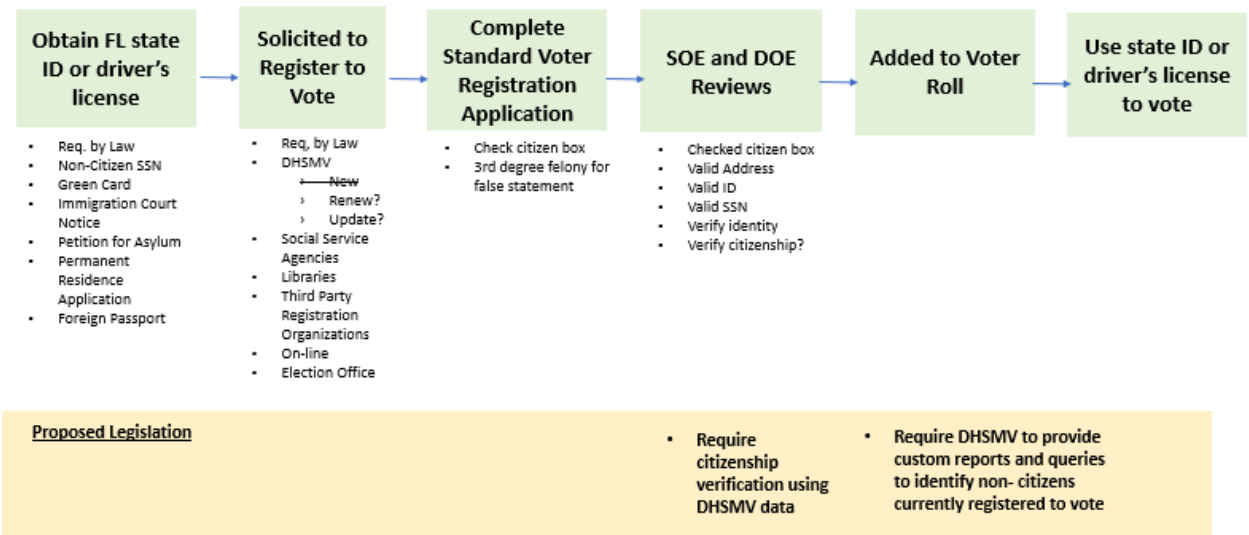 Obtain FL state
ID or driver's
license
Solicited to
Register to
Vote
Complete
Standard Voter
Registration
Application
SOE and DOE
Reviews
Added to Voter
Roll
Use state ID or
driver's license
to vote
▪ Req. by Law
▪ Non-Citizen SSN
▪ Green Card
▪ Immigration Court
Notice
▪ Petition for Asylum
▪ Permanent
Residence
Application
▪ Foreign Passport
▪ Req, by Law
▪ DHSMV
› New
› Renew?
› Update?
▪ Social Service
Agencies
▪ Libraries
▪ Third Party
Registration
Organizations
▪ On-line
▪ Election Office
▪ Check citizen box
▪ 3rd degree felony for
false statement
▪ Checked citizen box
▪ Valid Address
▪ Valid ID
▪ Valid SSN
▪ Verify identity
▪ Verify citizenship?
Proposed Legislation
• Require
citizenship
verification using
DHSMV data
• Require DHSMV to provide
custom reports and queries
to identify non- citizens
currently registered to vote